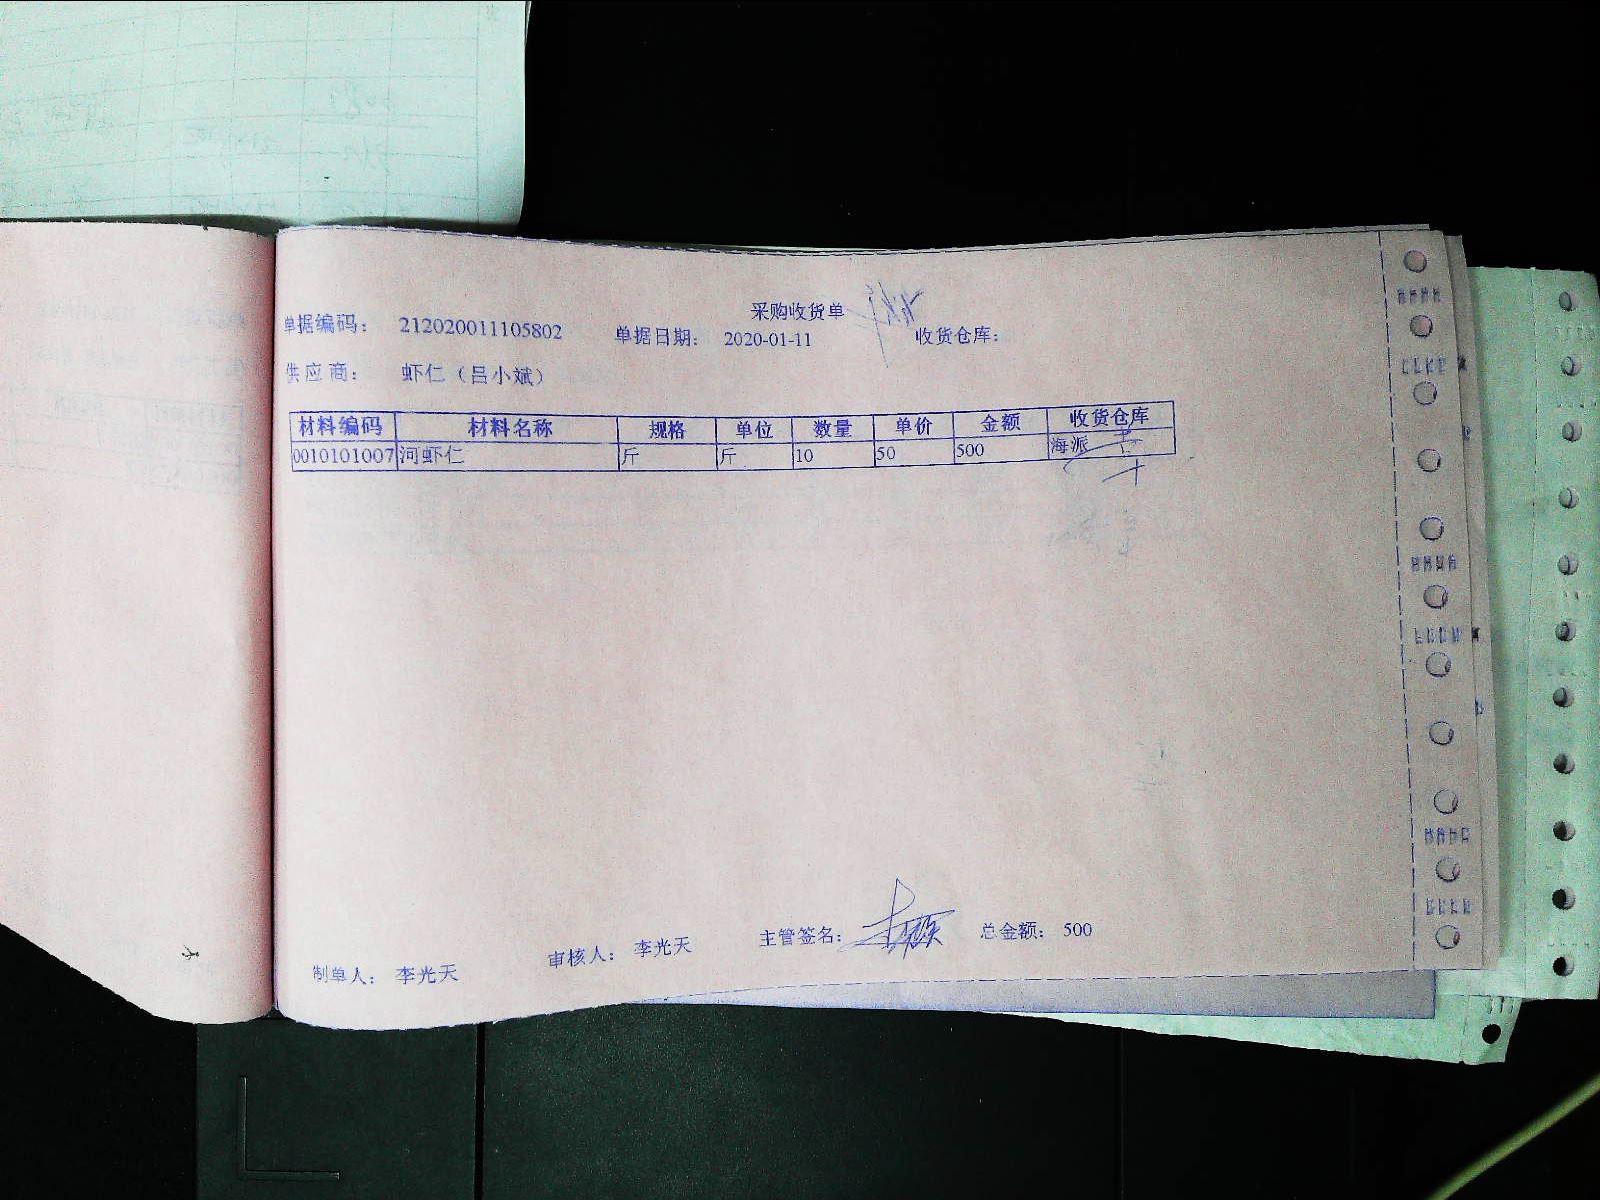 采购收货单
单据编码： 212020011105802 单据日期： 2020-01-11 收货仓库：
供应商： 虾仁（吕小斌）
材料编码 材料名称 规格 单位 数量 单价 金额 收货仓库
0010101007 河虾仁 斤 斤 10 50 500 海派
制单人： 李光天 审核人： 李光天 主管签名： 总金额： 500